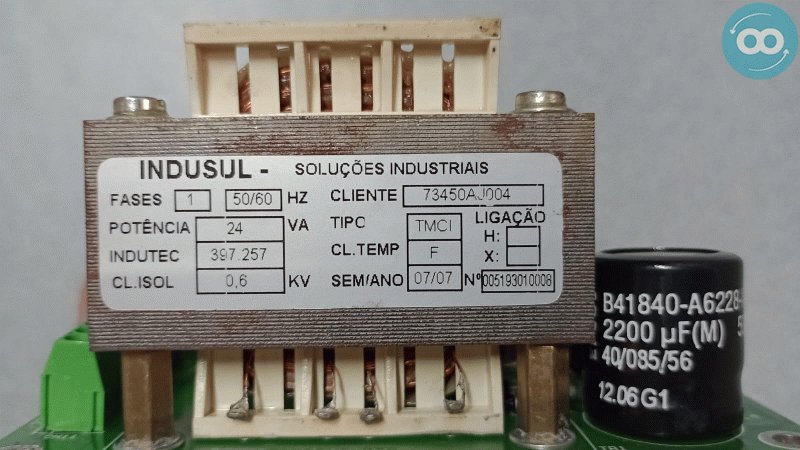 INDUSUL - SOLUÇÕES INDUSTRIAIS
FASES 1 50/60 HZ CLIENTE 73450AJ004
POTÊNCIA 24 VA TIPO TMCI LIGAÇÃO
H:
INDUTEC 397.257 CL.TEMP F X:
CL.ISOL 0,6 KV SEM/ANO 07/07 Nº 005193010008
B41840-A6228-
2200 µF(M)
40/085/56
12.06 G1